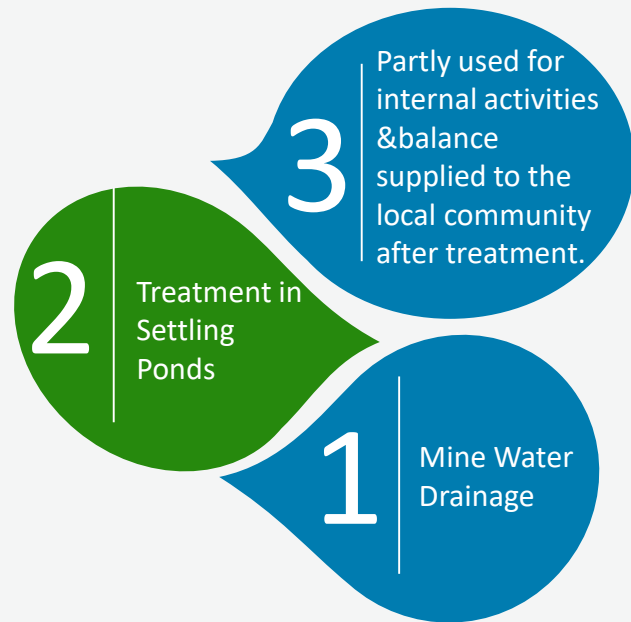 3
Partly used for
internal activities
&balance
supplied to the
local community
after treatment.
2
Treatment in
Settling
Ponds
1
Mine Water
Drainage